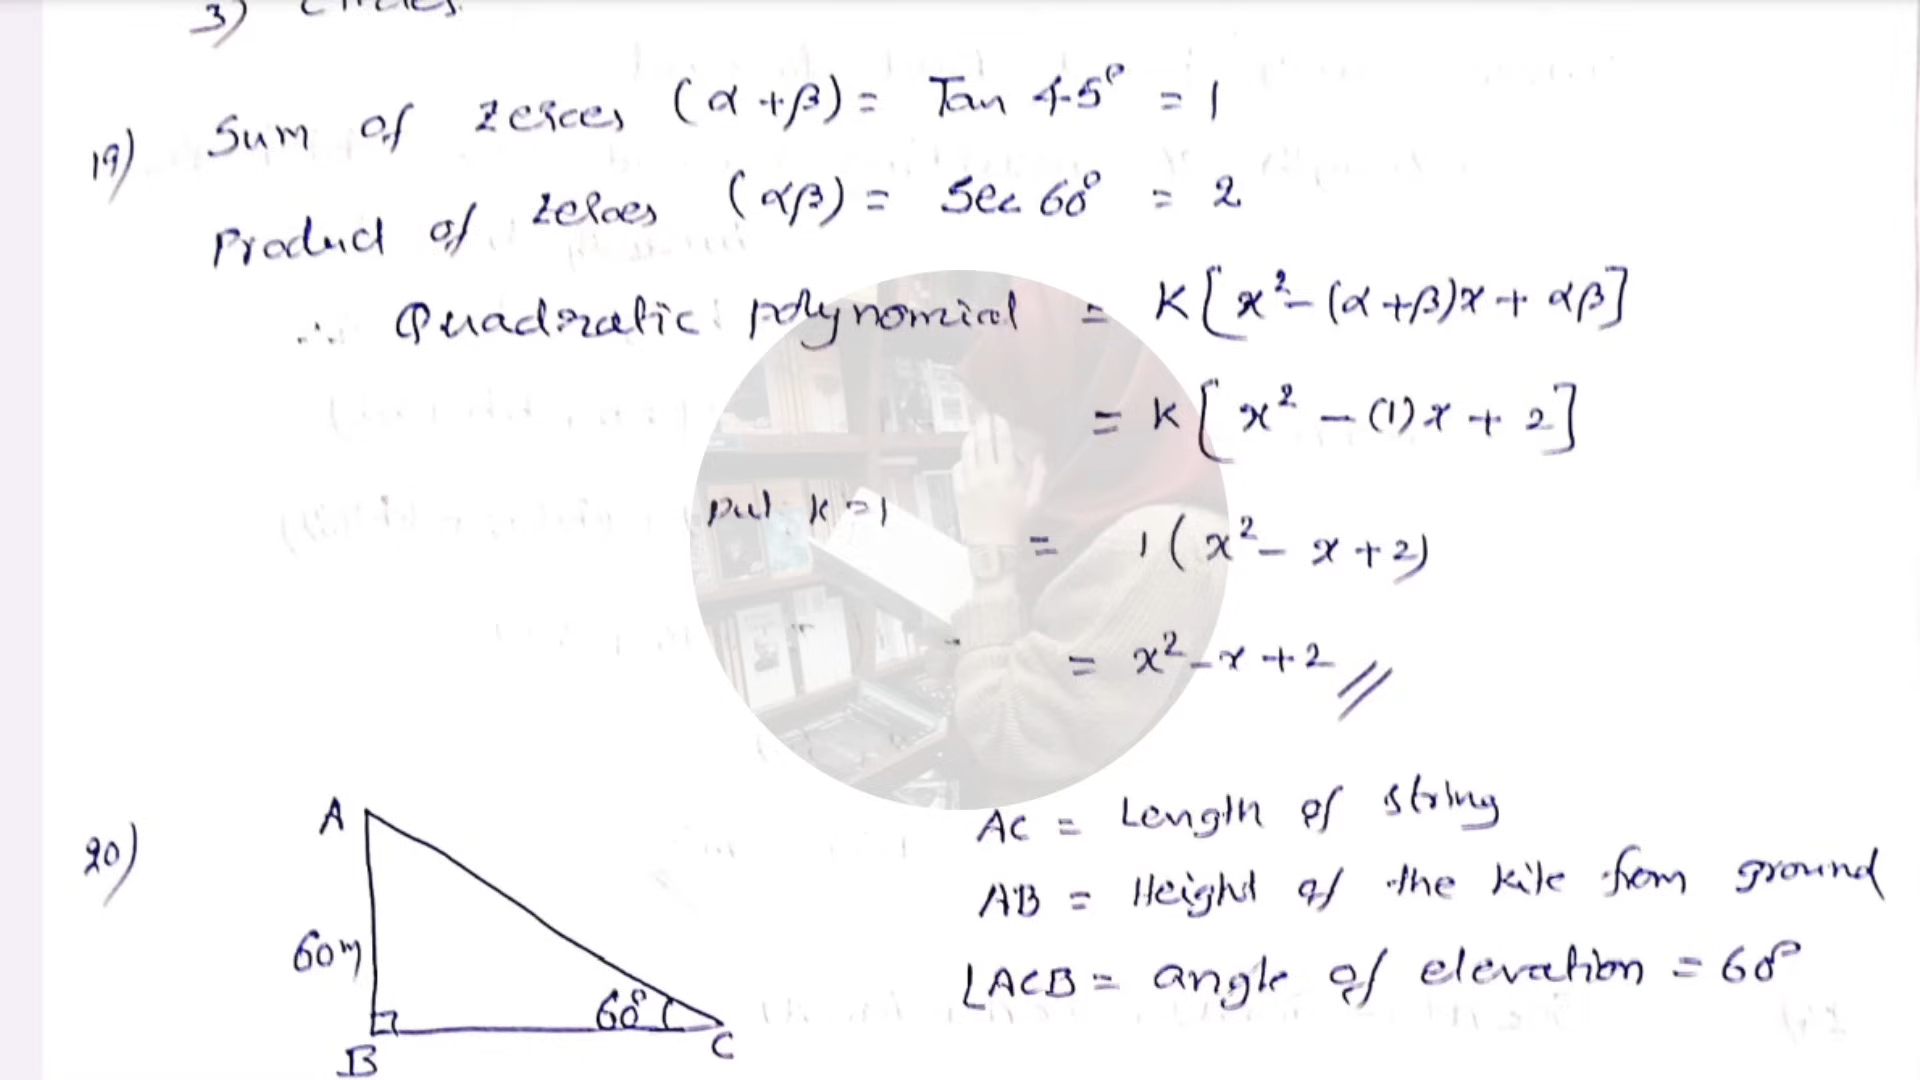 3) Circles
19) Sum of zeroes (α+β) = Tan 45° = 1
Product of zeroes (αβ) = Sec 60° = 2
∴ Quadratic polynomial = K[x²-(α+β)x + αβ]
= K[x² - (1)x + 2]
put K=1
= 1(x²- x + 2)
= x²-x+2 //
20)
A
60m
B
60°
C
AC = Length of string
AB = Height of the kite from ground
∠ACB = angle of elevation = 60°